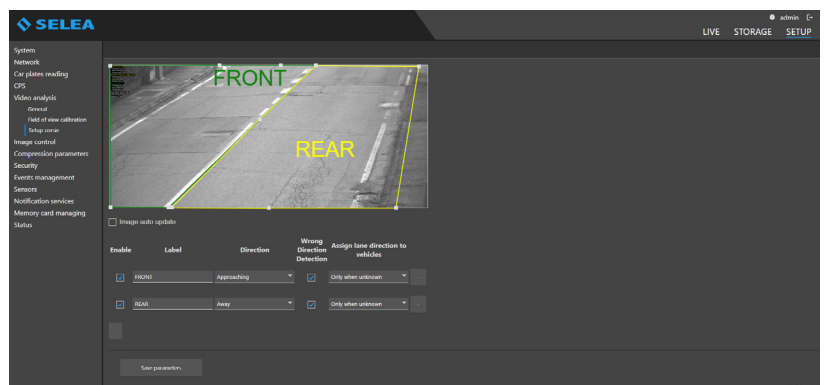 SELEA
admin
LIVE STORAGE SETUP
System
Network
Car plates reading
CPS
Video analysis
General
Field of view calibration
Setup corsie
Image control
Compression parameters
Security
Events management
Sensors
Notification services
Memory card managing
Status
FRONT
REAR
Image auto update
Enable Label Direction Wrong Direction Detection Assign lane direction to vehicles
FRONT Approaching Only when unknown
REAR Away Only when unknown
Save parameters